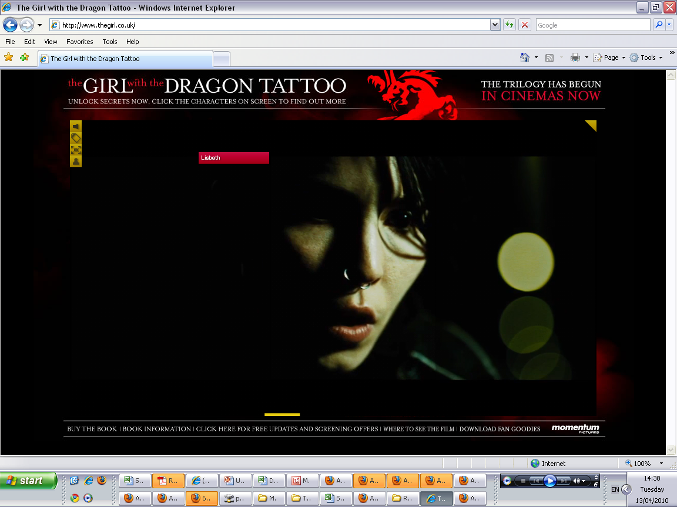 The Girl with the Dragon Tattoo - Windows Internet Explorer
http://www.thegirl.co.uk/
Google
File Edit View Favorites Tools Help
The Girl with the Dragon Tattoo
Page Tools
the GIRL with the DRAGON TATTOO
UNLOCK SECRETS NOW. CLICK THE CHARACTERS ON SCREEN TO FIND OUT MORE
THE TRILOGY HAS BEGUN
IN CINEMAS NOW
Lisbeth
BUY THE BOOK | BOOK INFORMATION | CLICK HERE FOR FREE UPDATES AND SCREENING OFFERS | WHERE TO SEE THE FILM | DOWNLOAD FAN GOODIES
momentum
PICTURES
Internet 100%
start S... R... I... U... D... M... A... A... A... A... A...
EN 14:38
Tuesday
A... A... S... p... M... T... S... A... R... T... A...